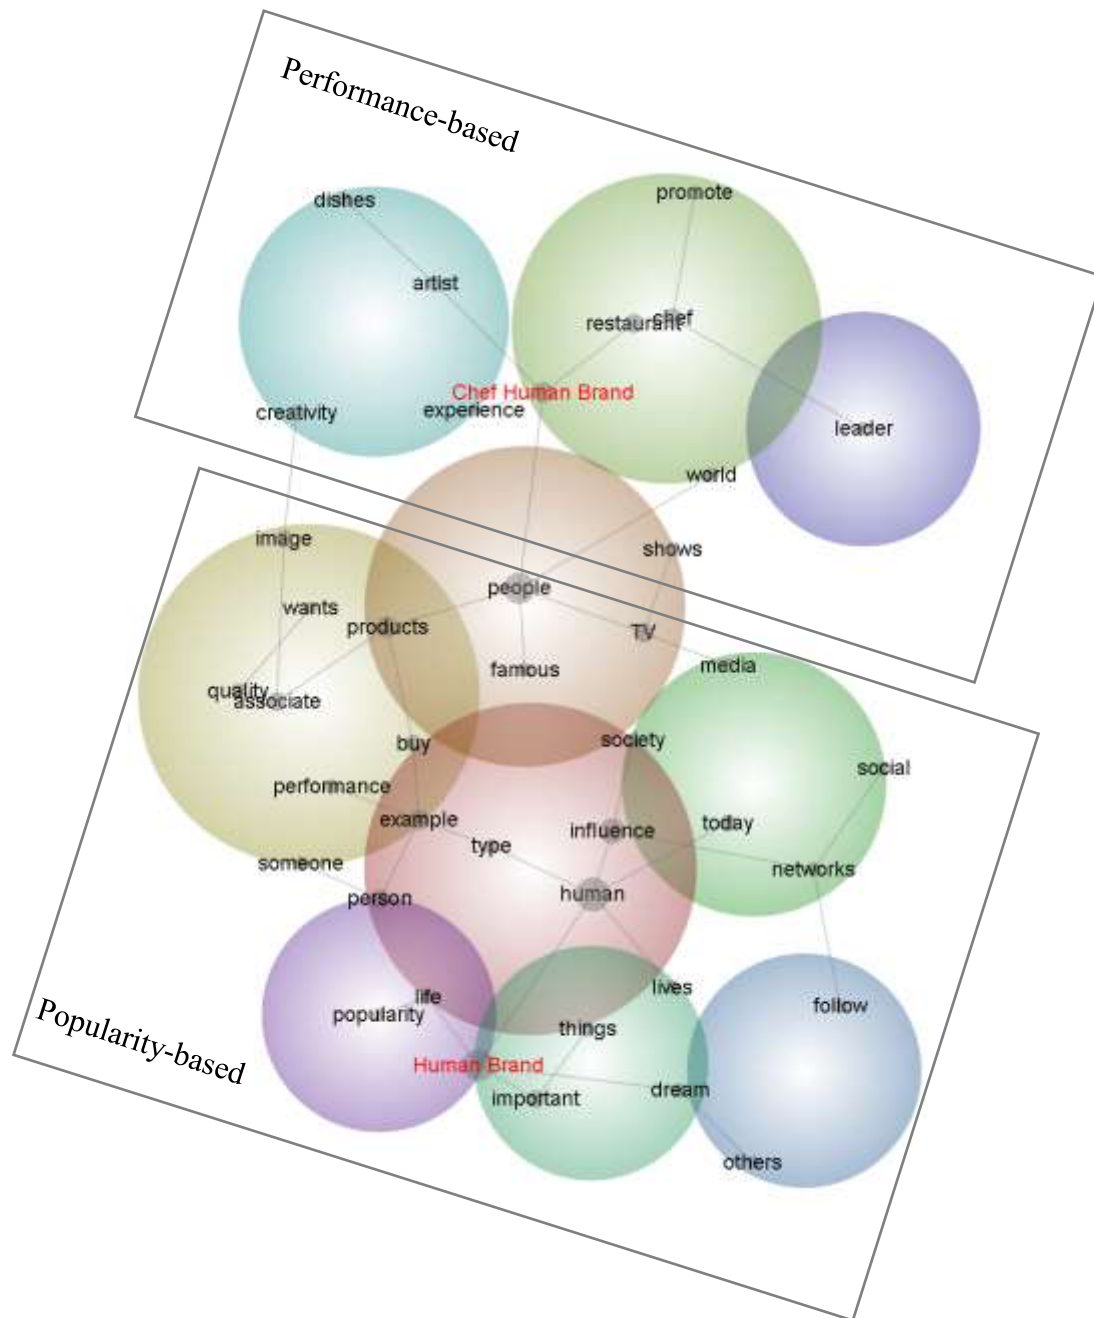 Performance-based
dishes
promote
artist
restaurant
chef
Chef Human Brand
creativity
experience
leader
world
image
shows
people
wants
products
TV
famous
media
quality
associate
buy
society
social
performance
example
influence
today
type
someone
networks
human
person
lives
life
follow
popularity
things
Popularity-based
Human Brand
important
dream
others